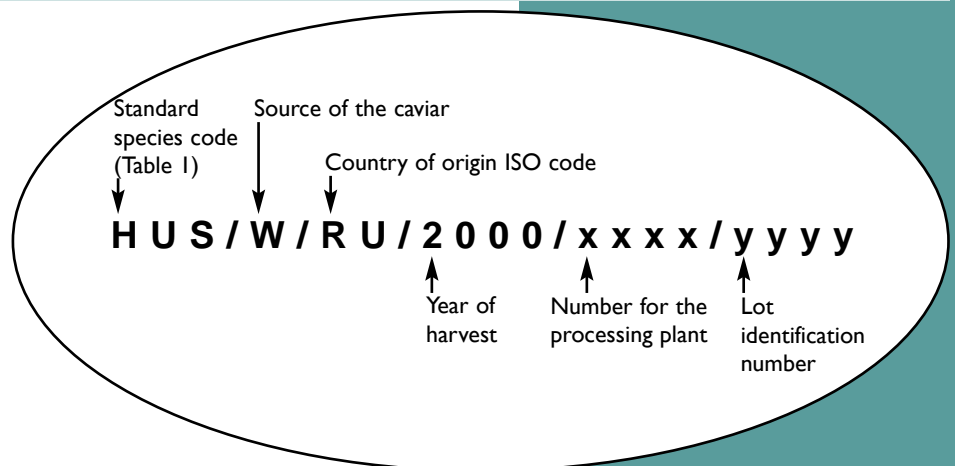 Standard
species code
(Table 1)
Source of the caviar
Country of origin ISO code
HUS/W/RU/2000/xxxx/yyyy
Year of
harvest
Number for the
processing plant
Lot
identification
number